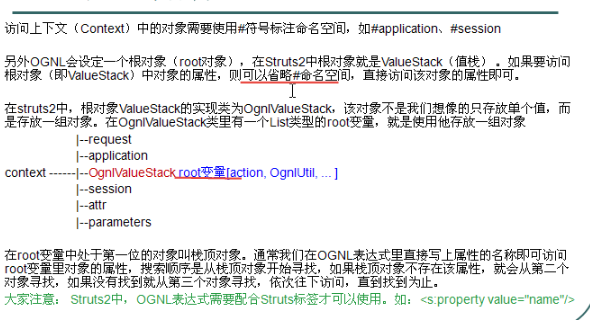 访问上下文（Context）中的对象需要使用#符号标注命名空间，如#application、#session
另外OGNL会设定一个根对象（root对象），在Struts2中根对象就是ValueStack（值栈） 。如果要访问
根对象（即ValueStack）中对象的属性，则可以省略#命名空间，直接访问该对象的属性即可。
在struts2中，根对象ValueStack的实现类为OgnlValueStack，该对象不是我们想像的只存放单个值，而
是存放一组对象。在OgnlValueStack类里有一个List类型的root变量，就是使用他存放一组对象
|--request
|--application
context ------|--OgnlValueStack root变量[action, OgnlUtil, ... ]
|--session
|--attr
|--parameters
在root变量中处于第一位的对象叫栈顶对象。通常我们在OGNL表达式里直接写上属性的名称即可访问
root变量里对象的属性，搜索顺序是从栈顶对象开始寻找，如果栈顶对象不存在该属性，就会从第二个
对象寻找，如果没有找到就从第三个对象寻找，依次往下访问，直到找到为止。
大家注意： Struts2中，OGNL表达式需要配合Struts标签才可以使用。如：<s:property value="name"/>